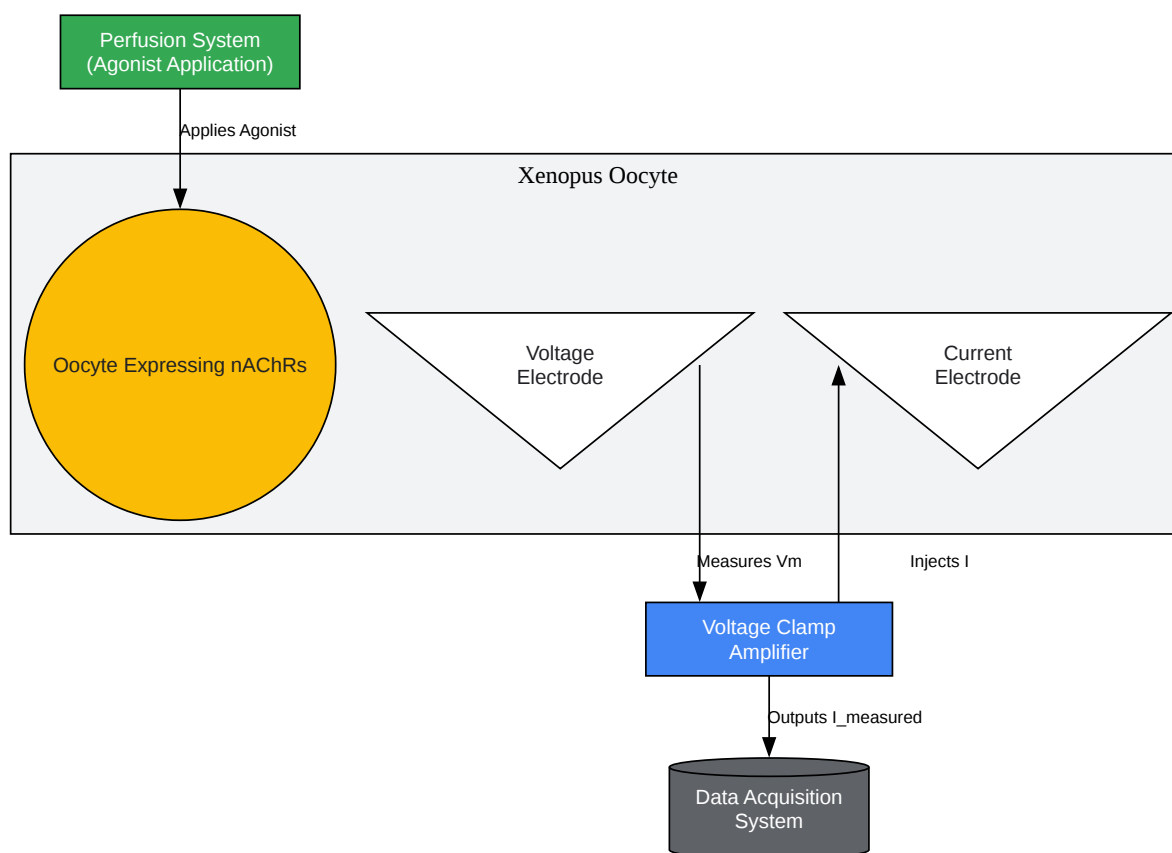 Perfusion System
(Agonist Application)
Applies Agonist
Xenopus Oocyte
Oocyte Expressing nAChRs
Voltage
Electrode
Current
Electrode
Measures Vm
Injects I
Voltage Clamp
Amplifier
Outputs I_measured
Data Acquisition
System